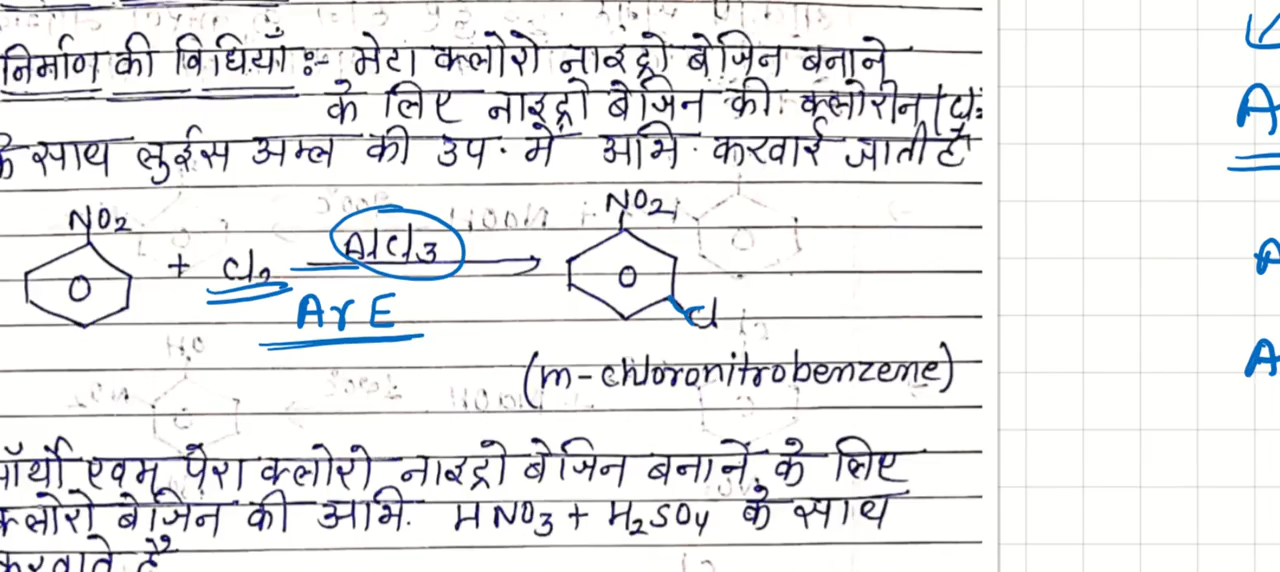 निर्माण की विधियाँ :- मेटा क्लोरो नाइट्रो बेंजिन बनाने
के लिए नाइट्रो बेंजिन की क्लोरीन
के साथ लुईस अम्ल की उप. में अभि. करवाई जाती है
NO2 + Cl2 AlCl3 NO2
ArE
Cl
(m-chloronitrobenzene)
ऑर्थो एवम् पैरा क्लोरो नाइट्रो बेंजिन बनाने के लिए
क्लोरो बेंजिन की अभि. HNO3 + H2SO4 के साथ
करवाते है